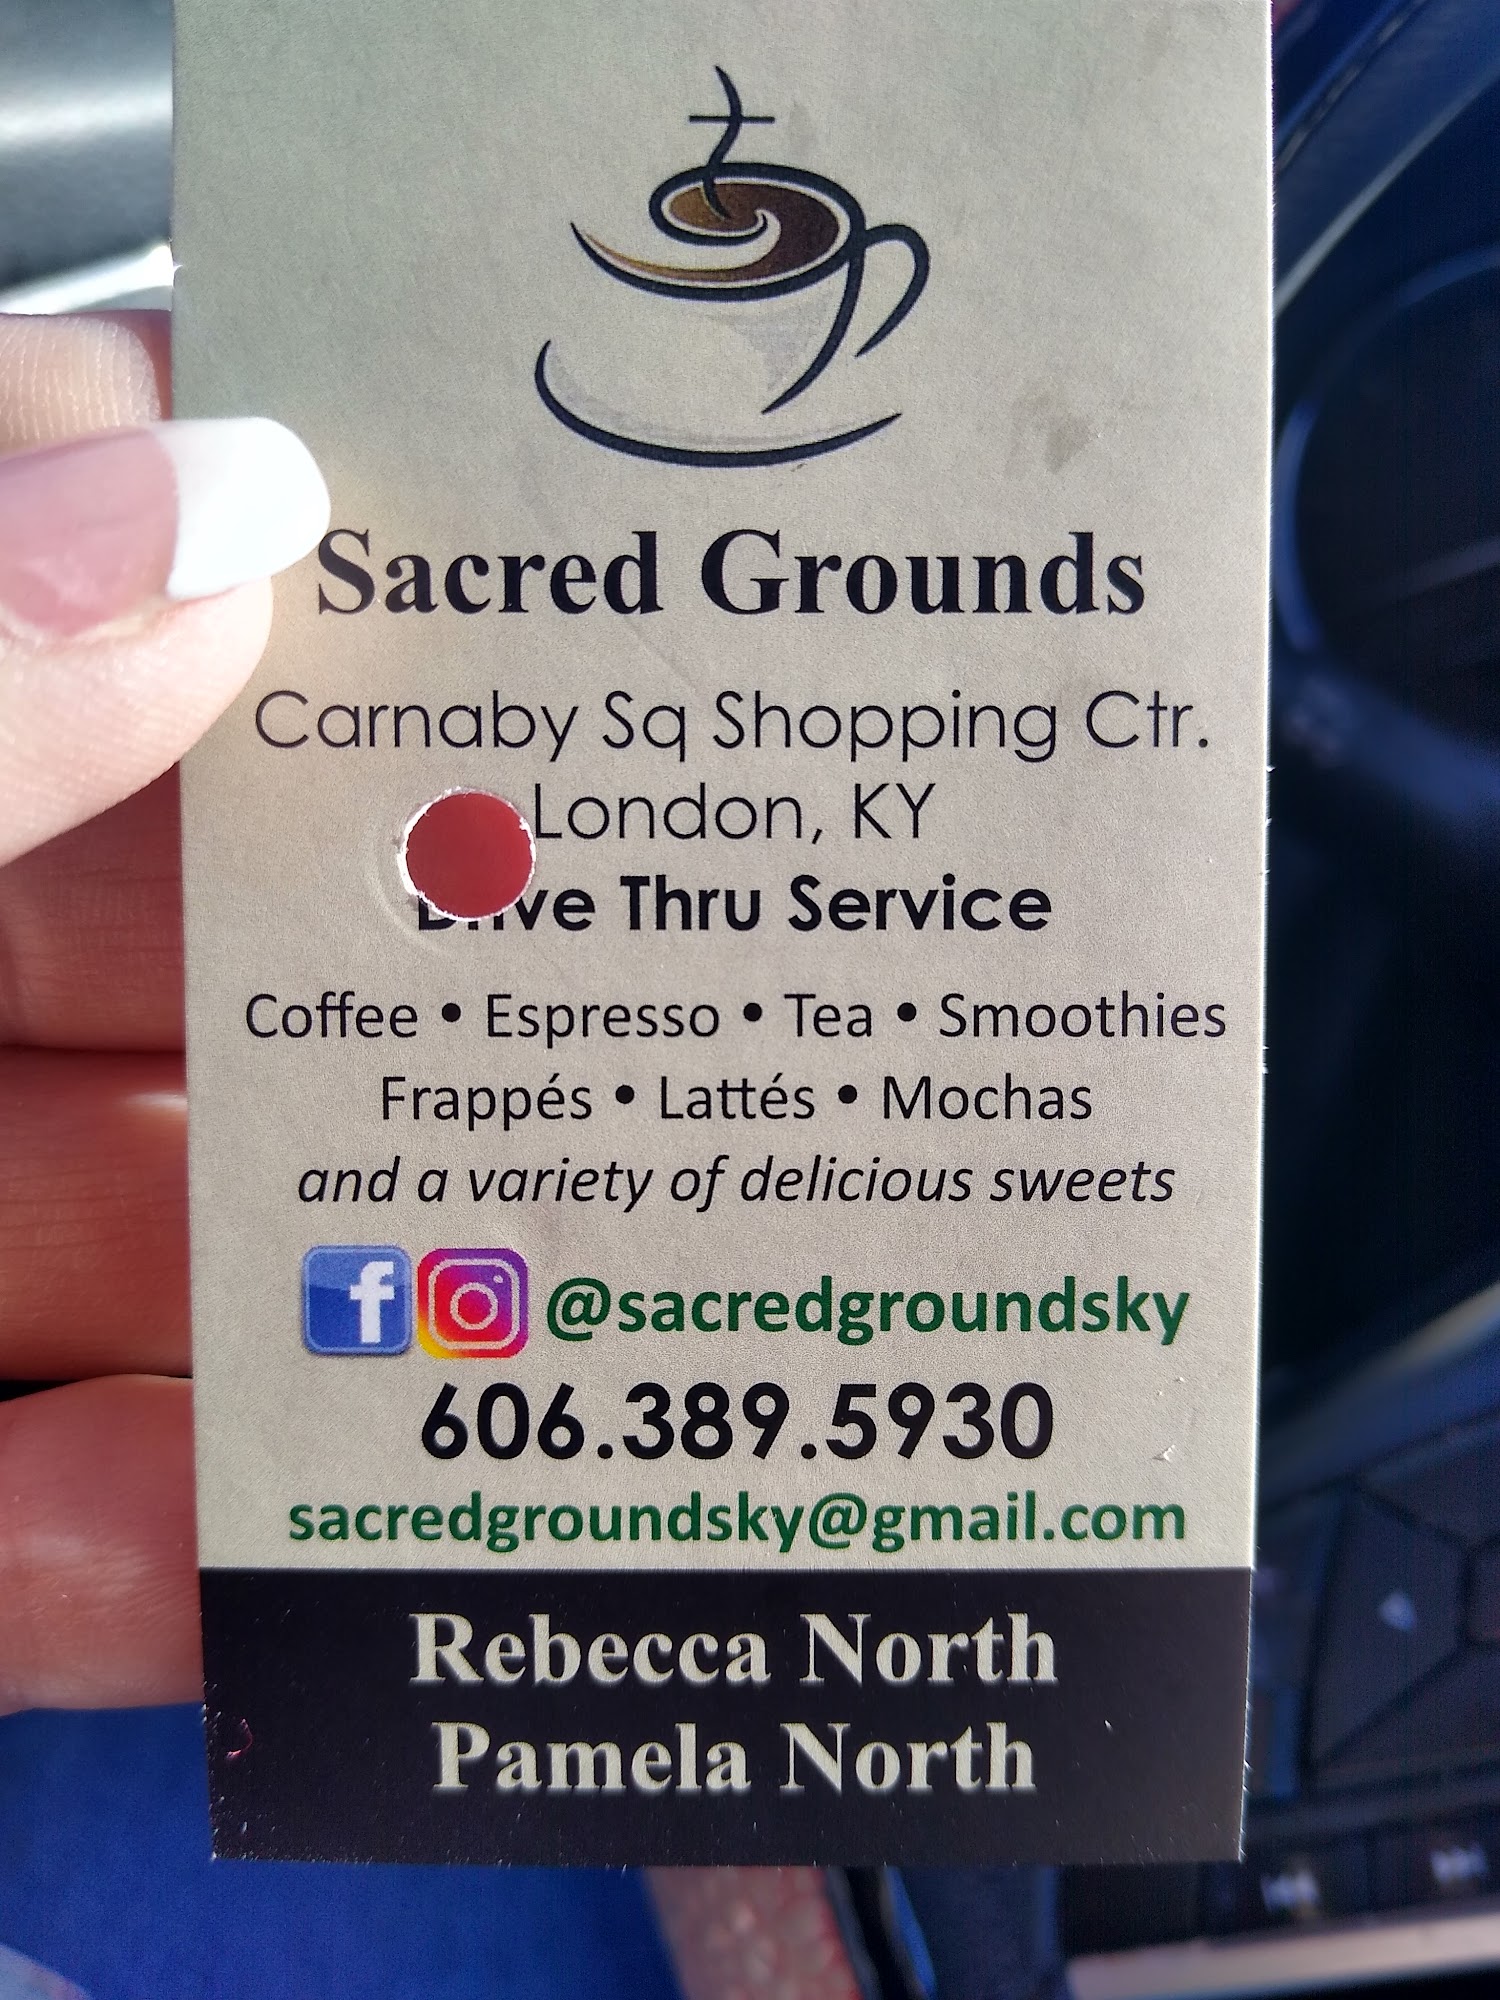 Sacred Grounds
Carnaby Sq Shopping Ctr.
London, KY
Drive Thru Service
Coffee • Espresso • Tea • Smoothies
Frappés • Lattés • Mochas
and a variety of delicious sweets
@sacredgroundsky
606.389.5930
sacredgroundsky@gmail.com
Rebecca North
Pamela North